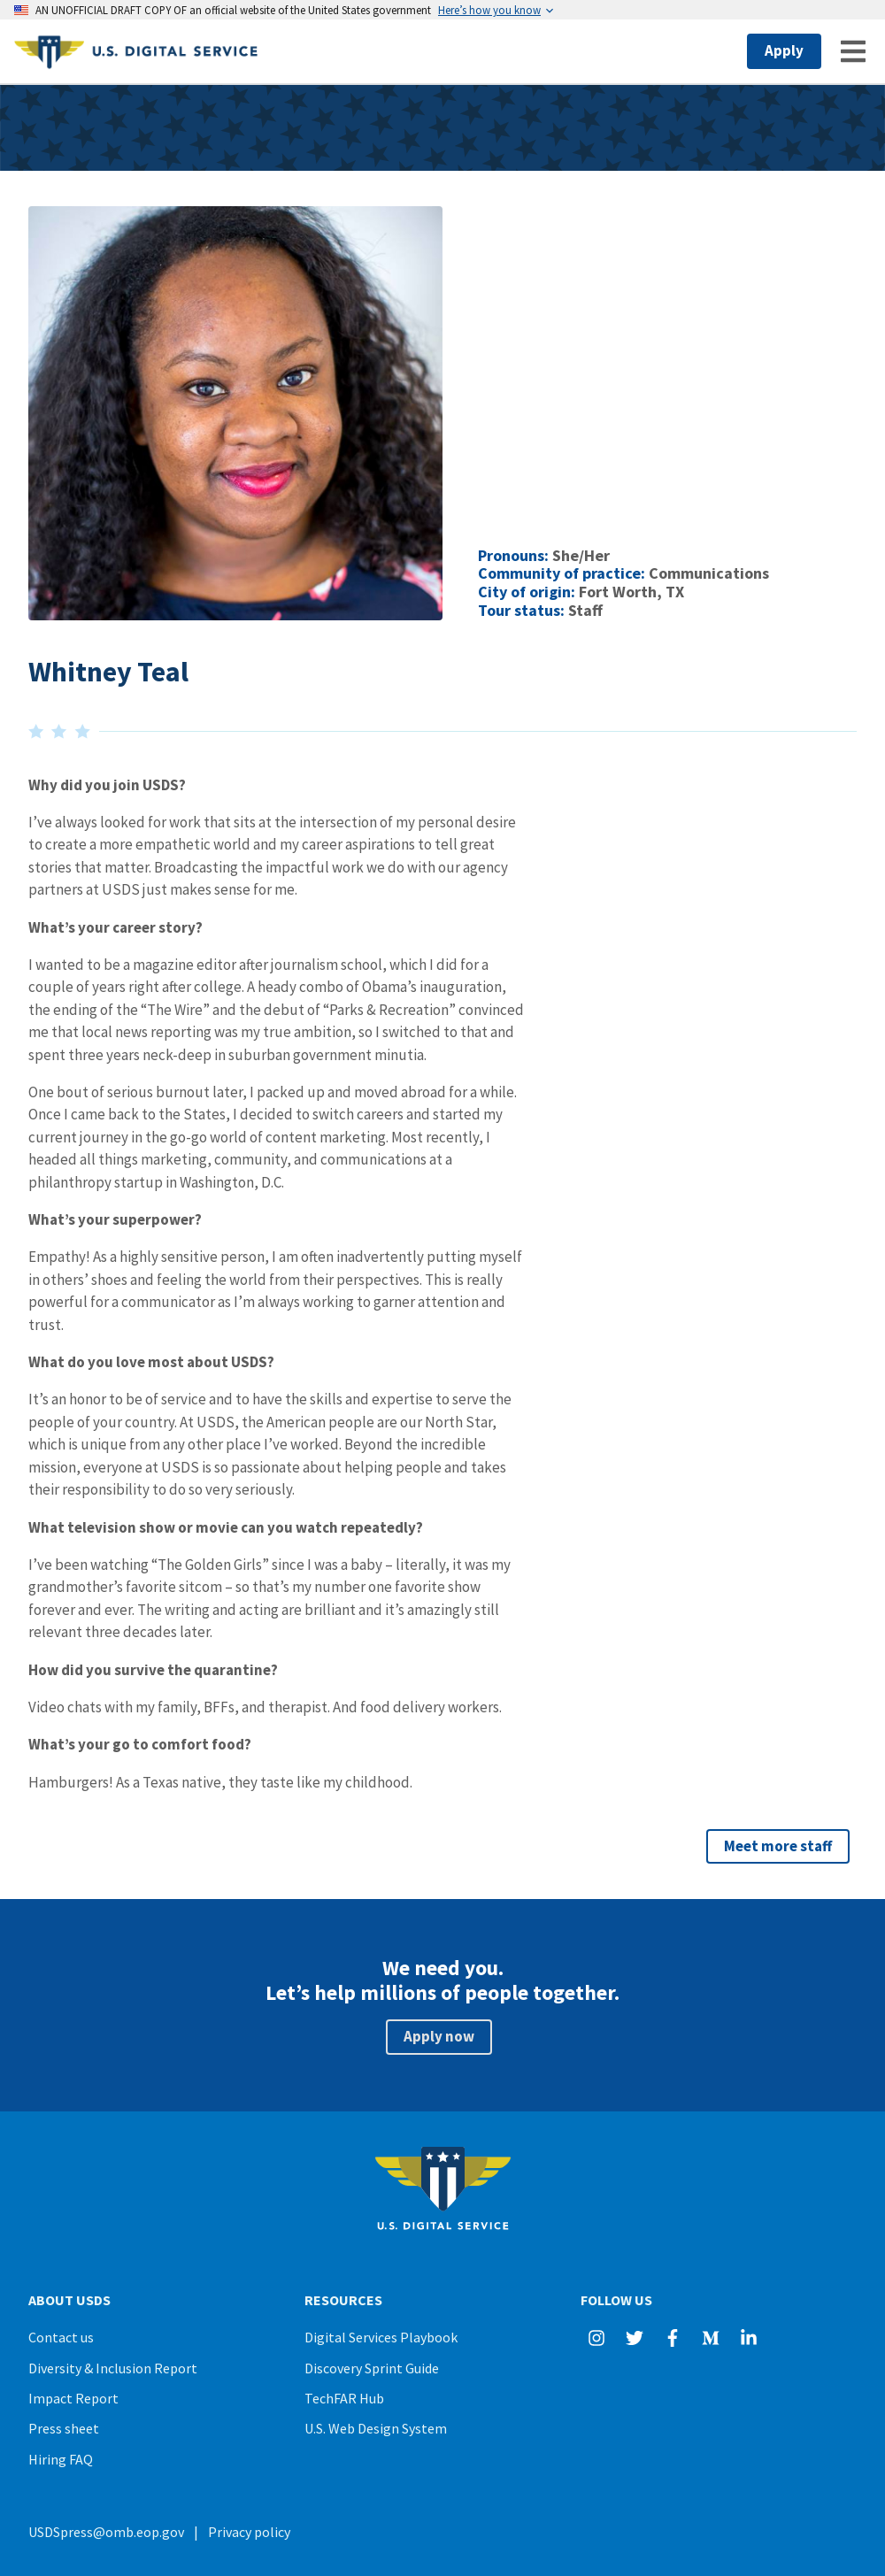 AN UNOFFICIAL DRAFT COPY OF an official website of the United States government Here’s how you know
U.S. DIGITAL SERVICE
Apply
Pronouns: She/Her
Community of practice: Communications
City of origin: Fort Worth, TX
Tour status: Staff
Whitney Teal
Why did you join USDS?
I’ve always looked for work that sits at the intersection of my personal desire
to create a more empathetic world and my career aspirations to tell great
stories that matter. Broadcasting the impactful work we do with our agency
partners at USDS just makes sense for me.
What’s your career story?
I wanted to be a magazine editor after journalism school, which I did for a
couple of years right after college. A heady combo of Obama’s inauguration,
the ending of the “The Wire” and the debut of “Parks & Recreation” convinced
me that local news reporting was my true ambition, so I switched to that and
spent three years neck-deep in suburban government minutia.
One bout of serious burnout later, I packed up and moved abroad for a while.
Once I came back to the States, I decided to switch careers and started my
current journey in the go-go world of content marketing. Most recently, I
headed all things marketing, community, and communications at a
philanthropy startup in Washington, D.C.
What’s your superpower?
Empathy! As a highly sensitive person, I am often inadvertently putting myself
in others’ shoes and feeling the world from their perspectives. This is really
powerful for a communicator as I’m always working to garner attention and
trust.
What do you love most about USDS?
It’s an honor to be of service and to have the skills and expertise to serve the
people of your country. At USDS, the American people are our North Star,
which is unique from any other place I’ve worked. Beyond the incredible
mission, everyone at USDS is so passionate about helping people and takes
their responsibility to do so very seriously.
What television show or movie can you watch repeatedly?
I’ve been watching “The Golden Girls” since I was a baby – literally, it was my
grandmother’s favorite sitcom – so that’s my number one favorite show
forever and ever. The writing and acting are brilliant and it’s amazingly still
relevant three decades later.
How did you survive the quarantine?
Video chats with my family, BFFs, and therapist. And food delivery workers.
What’s your go to comfort food?
Hamburgers! As a Texas native, they taste like my childhood.
Meet more staff
We need you.
Let’s help millions of people together.
Apply now
U.S. DIGITAL SERVICE
ABOUT USDS
Contact us
Diversity & Inclusion Report
Impact Report
Press sheet
Hiring FAQ
RESOURCES
Digital Services Playbook
Discovery Sprint Guide
TechFAR Hub
U.S. Web Design System
FOLLOW US
USDSpress@omb.eop.gov | Privacy policy